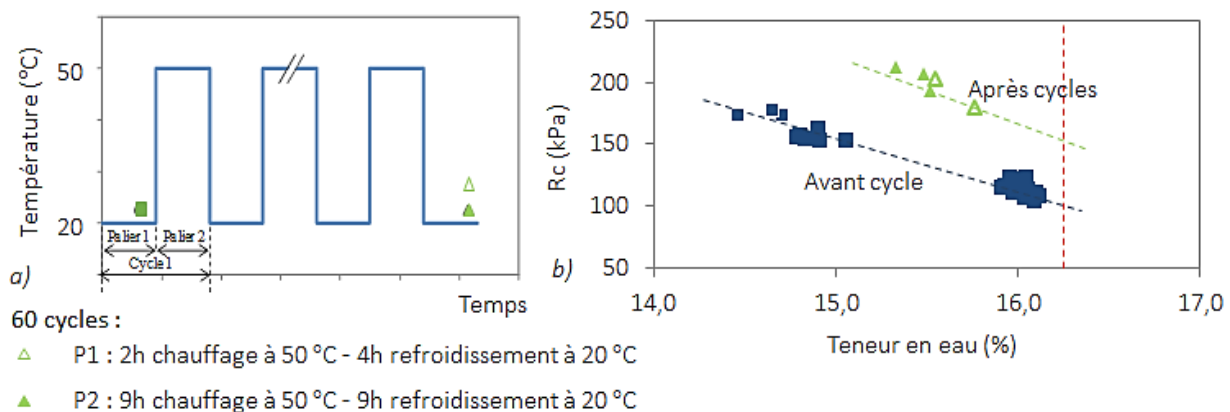 Température (°C)
50
20
Palier 1
Palier 2
Cycle 1
a)
Temps
Rc (kPa)
250
200
150
100
50
Après cycles
Avant cycle
b)
14,0
15,0
16,0
17,0
Teneur en eau (%)
60 cycles :
P1 : 2h chauffage à 50 °C - 4h refroidissement à 20 °C
P2 : 9h chauffage à 50 °C - 9h refroidissement à 20 °C